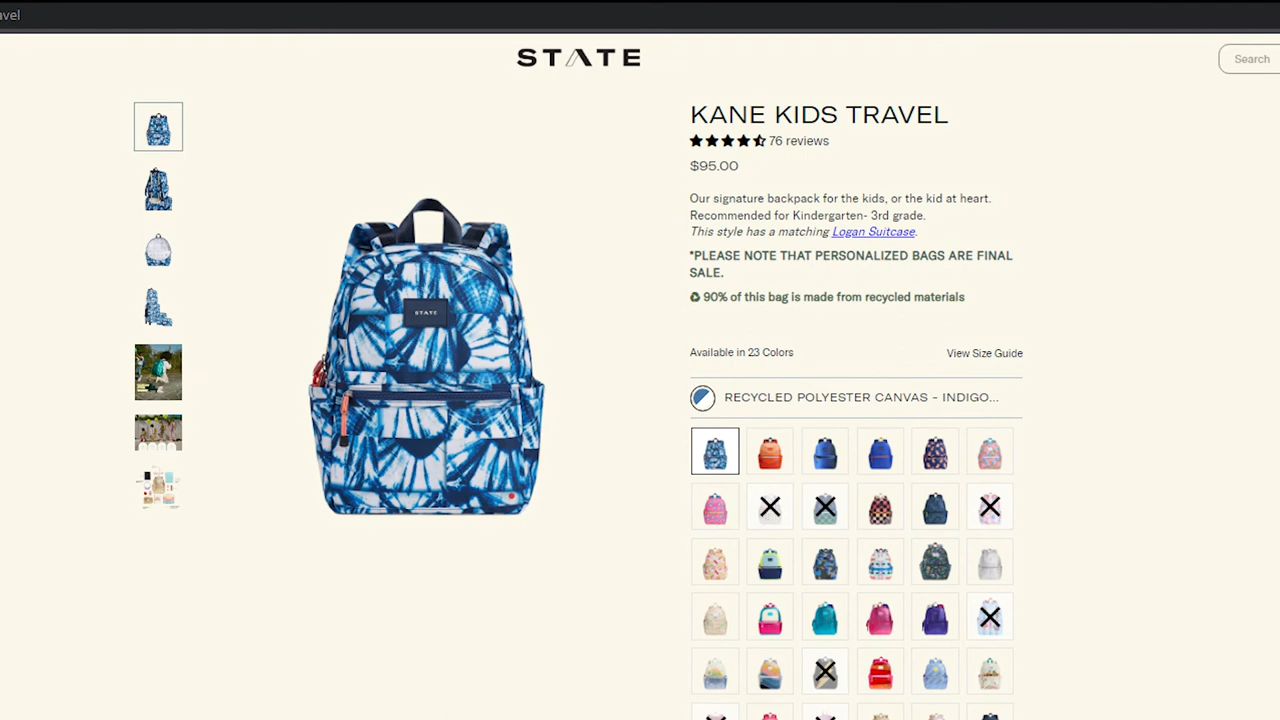 avel
STATE
Search
KANE KIDS TRAVEL
76 reviews
$95.00
Our signature backpack for the kids, or the kid at heart.
Recommended for Kindergarten- 3rd grade.
This style has a matching Logan Suitcase.
*PLEASE NOTE THAT PERSONALIZED BAGS ARE FINAL
SALE.
♻ 90% of this bag is made from recycled materials
Available in 23 Colors
View Size Guide
RECYCLED POLYESTER CANVAS - INDIGO...
STATE